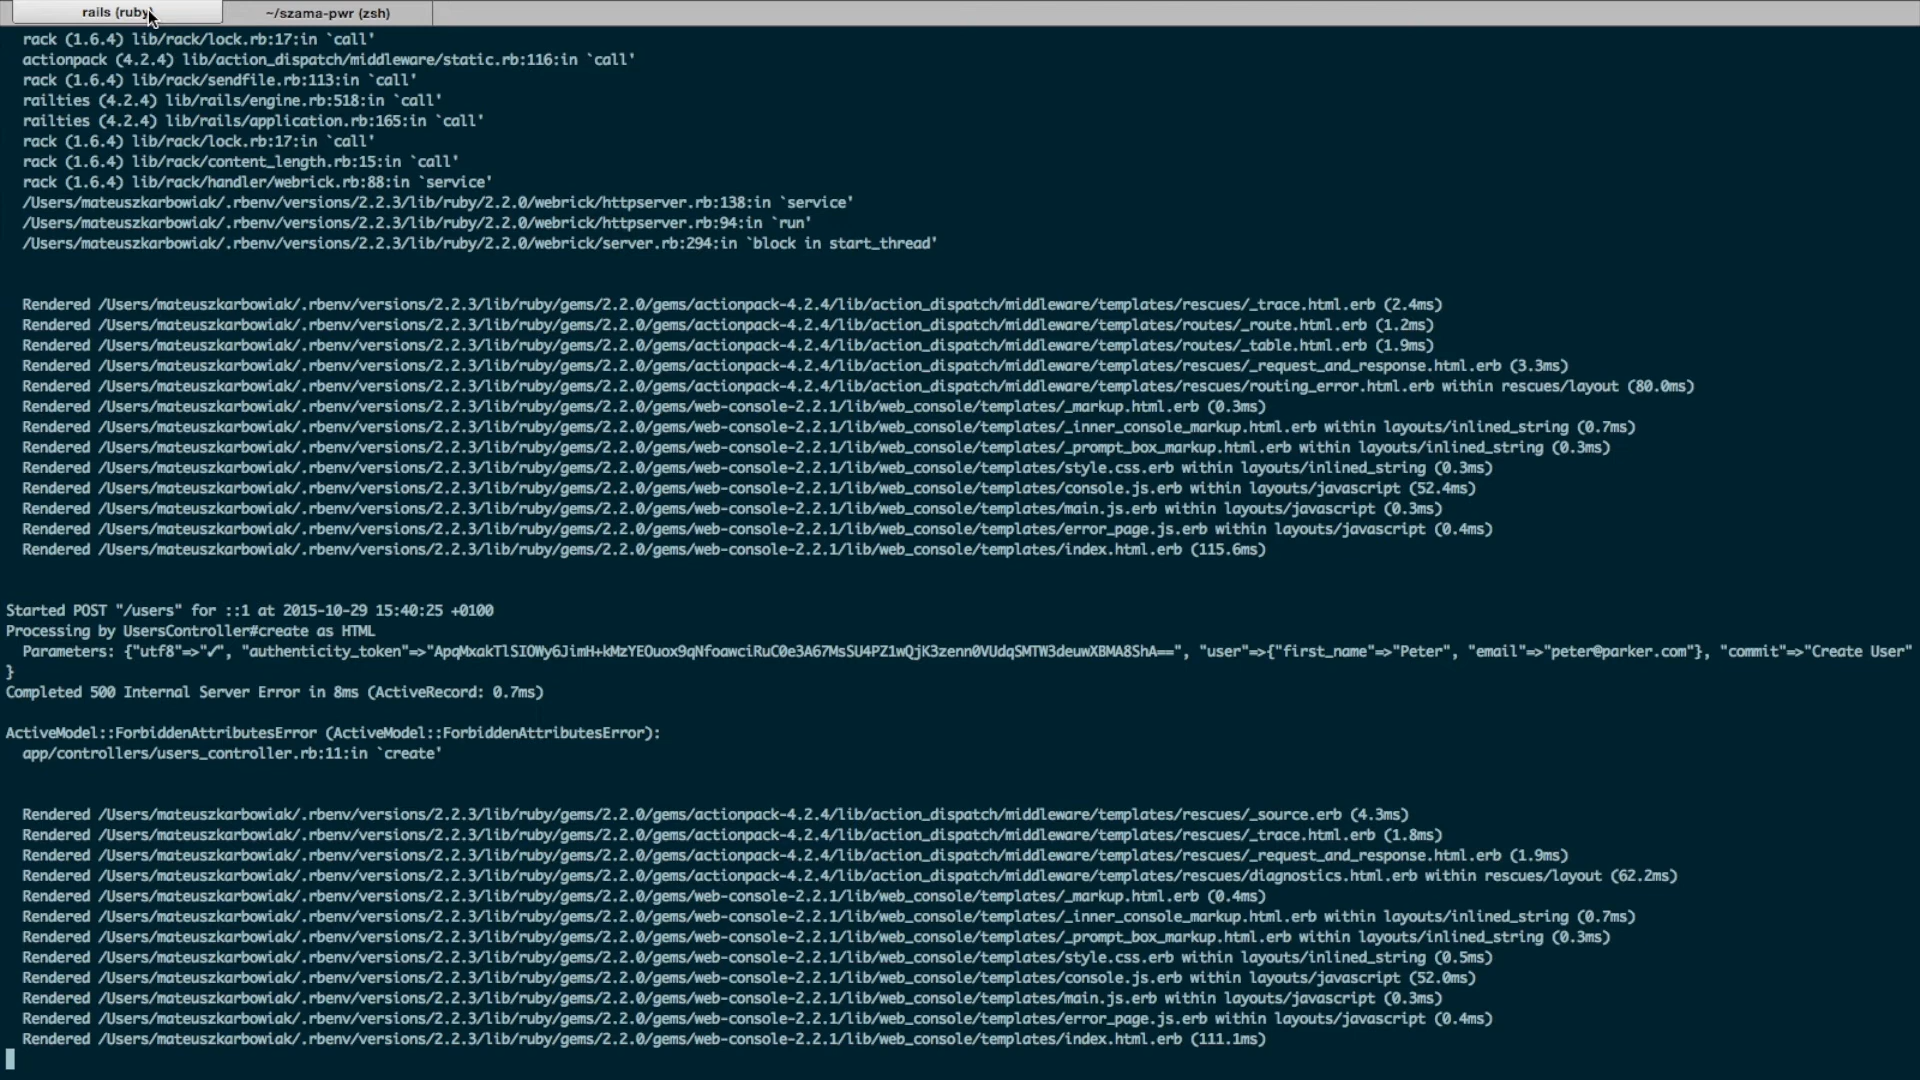 rails (ruby)
~/szama-pwr (zsh)
rack (1.6.4) lib/rack/lock.rb:17:in `call'
actionpack (4.2.4) lib/action_dispatch/middleware/static.rb:116:in `call'
rack (1.6.4) lib/rack/sendfile.rb:113:in `call'
railties (4.2.4) lib/rails/engine.rb:518:in `call'
railties (4.2.4) lib/rails/application.rb:165:in `call'
rack (1.6.4) lib/rack/lock.rb:17:in `call'
rack (1.6.4) lib/rack/content_length.rb:15:in `call'
rack (1.6.4) lib/rack/handler/webrick.rb:88:in `service'
/Users/mateuszkarbowiak/.rbenv/versions/2.2.3/lib/ruby/2.2.0/webrick/httpserver.rb:138:in `service'
/Users/mateuszkarbowiak/.rbenv/versions/2.2.3/lib/ruby/2.2.0/webrick/httpserver.rb:94:in `run'
/Users/mateuszkarbowiak/.rbenv/versions/2.2.3/lib/ruby/2.2.0/webrick/server.rb:294:in `block in start_thread'
Rendered /Users/mateuszkarbowiak/.rbenv/versions/2.2.3/lib/ruby/gems/2.2.0/gems/actionpack-4.2.4/lib/action_dispatch/middleware/templates/rescues/_trace.html.erb (2.4ms)
Rendered /Users/mateuszkarbowiak/.rbenv/versions/2.2.3/lib/ruby/gems/2.2.0/gems/actionpack-4.2.4/lib/action_dispatch/middleware/templates/routes/_route.html.erb (1.2ms)
Rendered /Users/mateuszkarbowiak/.rbenv/versions/2.2.3/lib/ruby/gems/2.2.0/gems/actionpack-4.2.4/lib/action_dispatch/middleware/templates/routes/_table.html.erb (1.9ms)
Rendered /Users/mateuszkarbowiak/.rbenv/versions/2.2.3/lib/ruby/gems/2.2.0/gems/actionpack-4.2.4/lib/action_dispatch/middleware/templates/rescues/_request_and_response.html.erb (3.3ms)
Rendered /Users/mateuszkarbowiak/.rbenv/versions/2.2.3/lib/ruby/gems/2.2.0/gems/actionpack-4.2.4/lib/action_dispatch/middleware/templates/rescues/routing_error.html.erb within rescues/layout (80.0ms)
Rendered /Users/mateuszkarbowiak/.rbenv/versions/2.2.3/lib/ruby/gems/2.2.0/gems/web-console-2.2.1/lib/web_console/templates/_markup.html.erb (0.3ms)
Rendered /Users/mateuszkarbowiak/.rbenv/versions/2.2.3/lib/ruby/gems/2.2.0/gems/web-console-2.2.1/lib/web_console/templates/_inner_console_markup.html.erb within layouts/inlined_string (0.7ms)
Rendered /Users/mateuszkarbowiak/.rbenv/versions/2.2.3/lib/ruby/gems/2.2.0/gems/web-console-2.2.1/lib/web_console/templates/_prompt_box_markup.html.erb within layouts/inlined_string (0.3ms)
Rendered /Users/mateuszkarbowiak/.rbenv/versions/2.2.3/lib/ruby/gems/2.2.0/gems/web-console-2.2.1/lib/web_console/templates/style.css.erb within layouts/inlined_string (0.3ms)
Rendered /Users/mateuszkarbowiak/.rbenv/versions/2.2.3/lib/ruby/gems/2.2.0/gems/web-console-2.2.1/lib/web_console/templates/console.js.erb within layouts/javascript (52.4ms)
Rendered /Users/mateuszkarbowiak/.rbenv/versions/2.2.3/lib/ruby/gems/2.2.0/gems/web-console-2.2.1/lib/web_console/templates/main.js.erb within layouts/javascript (0.3ms)
Rendered /Users/mateuszkarbowiak/.rbenv/versions/2.2.3/lib/ruby/gems/2.2.0/gems/web-console-2.2.1/lib/web_console/templates/error_page.js.erb within layouts/javascript (0.4ms)
Rendered /Users/mateuszkarbowiak/.rbenv/versions/2.2.3/lib/ruby/gems/2.2.0/gems/web-console-2.2.1/lib/web_console/templates/index.html.erb (115.6ms)
Started POST "/users" for ::1 at 2015-10-29 15:40:25 +0100
Processing by UsersController#create as HTML
Parameters: {"utf8"=>"✓", "authenticity_token"=>"ApqMxakTlSIOWy6JimH+kMzYEOuox9qNfoawciRuC0e3A67MsSU4PZ1wQjK3zenn0VUdqSMTW3deuwXBMA8ShA==", "user"=>{"first_name"=>"Peter", "email"=>"peter@parker.com"}, "commit"=>"Create User"
}
Completed 500 Internal Server Error in 8ms (ActiveRecord: 0.7ms)
ActiveModel::ForbiddenAttributesError (ActiveModel::ForbiddenAttributesError):
app/controllers/users_controller.rb:11:in `create'
Rendered /Users/mateuszkarbowiak/.rbenv/versions/2.2.3/lib/ruby/gems/2.2.0/gems/actionpack-4.2.4/lib/action_dispatch/middleware/templates/rescues/_source.erb (4.3ms)
Rendered /Users/mateuszkarbowiak/.rbenv/versions/2.2.3/lib/ruby/gems/2.2.0/gems/actionpack-4.2.4/lib/action_dispatch/middleware/templates/rescues/_trace.html.erb (1.8ms)
Rendered /Users/mateuszkarbowiak/.rbenv/versions/2.2.3/lib/ruby/gems/2.2.0/gems/actionpack-4.2.4/lib/action_dispatch/middleware/templates/rescues/_request_and_response.html.erb (1.9ms)
Rendered /Users/mateuszkarbowiak/.rbenv/versions/2.2.3/lib/ruby/gems/2.2.0/gems/actionpack-4.2.4/lib/action_dispatch/middleware/templates/rescues/diagnostics.html.erb within rescues/layout (62.2ms)
Rendered /Users/mateuszkarbowiak/.rbenv/versions/2.2.3/lib/ruby/gems/2.2.0/gems/web-console-2.2.1/lib/web_console/templates/_markup.html.erb (0.4ms)
Rendered /Users/mateuszkarbowiak/.rbenv/versions/2.2.3/lib/ruby/gems/2.2.0/gems/web-console-2.2.1/lib/web_console/templates/_inner_console_markup.html.erb within layouts/inlined_string (0.7ms)
Rendered /Users/mateuszkarbowiak/.rbenv/versions/2.2.3/lib/ruby/gems/2.2.0/gems/web-console-2.2.1/lib/web_console/templates/_prompt_box_markup.html.erb within layouts/inlined_string (0.3ms)
Rendered /Users/mateuszkarbowiak/.rbenv/versions/2.2.3/lib/ruby/gems/2.2.0/gems/web-console-2.2.1/lib/web_console/templates/style.css.erb within layouts/inlined_string (0.5ms)
Rendered /Users/mateuszkarbowiak/.rbenv/versions/2.2.3/lib/ruby/gems/2.2.0/gems/web-console-2.2.1/lib/web_console/templates/console.js.erb within layouts/javascript (52.0ms)
Rendered /Users/mateuszkarbowiak/.rbenv/versions/2.2.3/lib/ruby/gems/2.2.0/gems/web-console-2.2.1/lib/web_console/templates/main.js.erb within layouts/javascript (0.3ms)
Rendered /Users/mateuszkarbowiak/.rbenv/versions/2.2.3/lib/ruby/gems/2.2.0/gems/web-console-2.2.1/lib/web_console/templates/error_page.js.erb within layouts/javascript (0.4ms)
Rendered /Users/mateuszkarbowiak/.rbenv/versions/2.2.3/lib/ruby/gems/2.2.0/gems/web-console-2.2.1/lib/web_console/templates/index.html.erb (111.1ms)